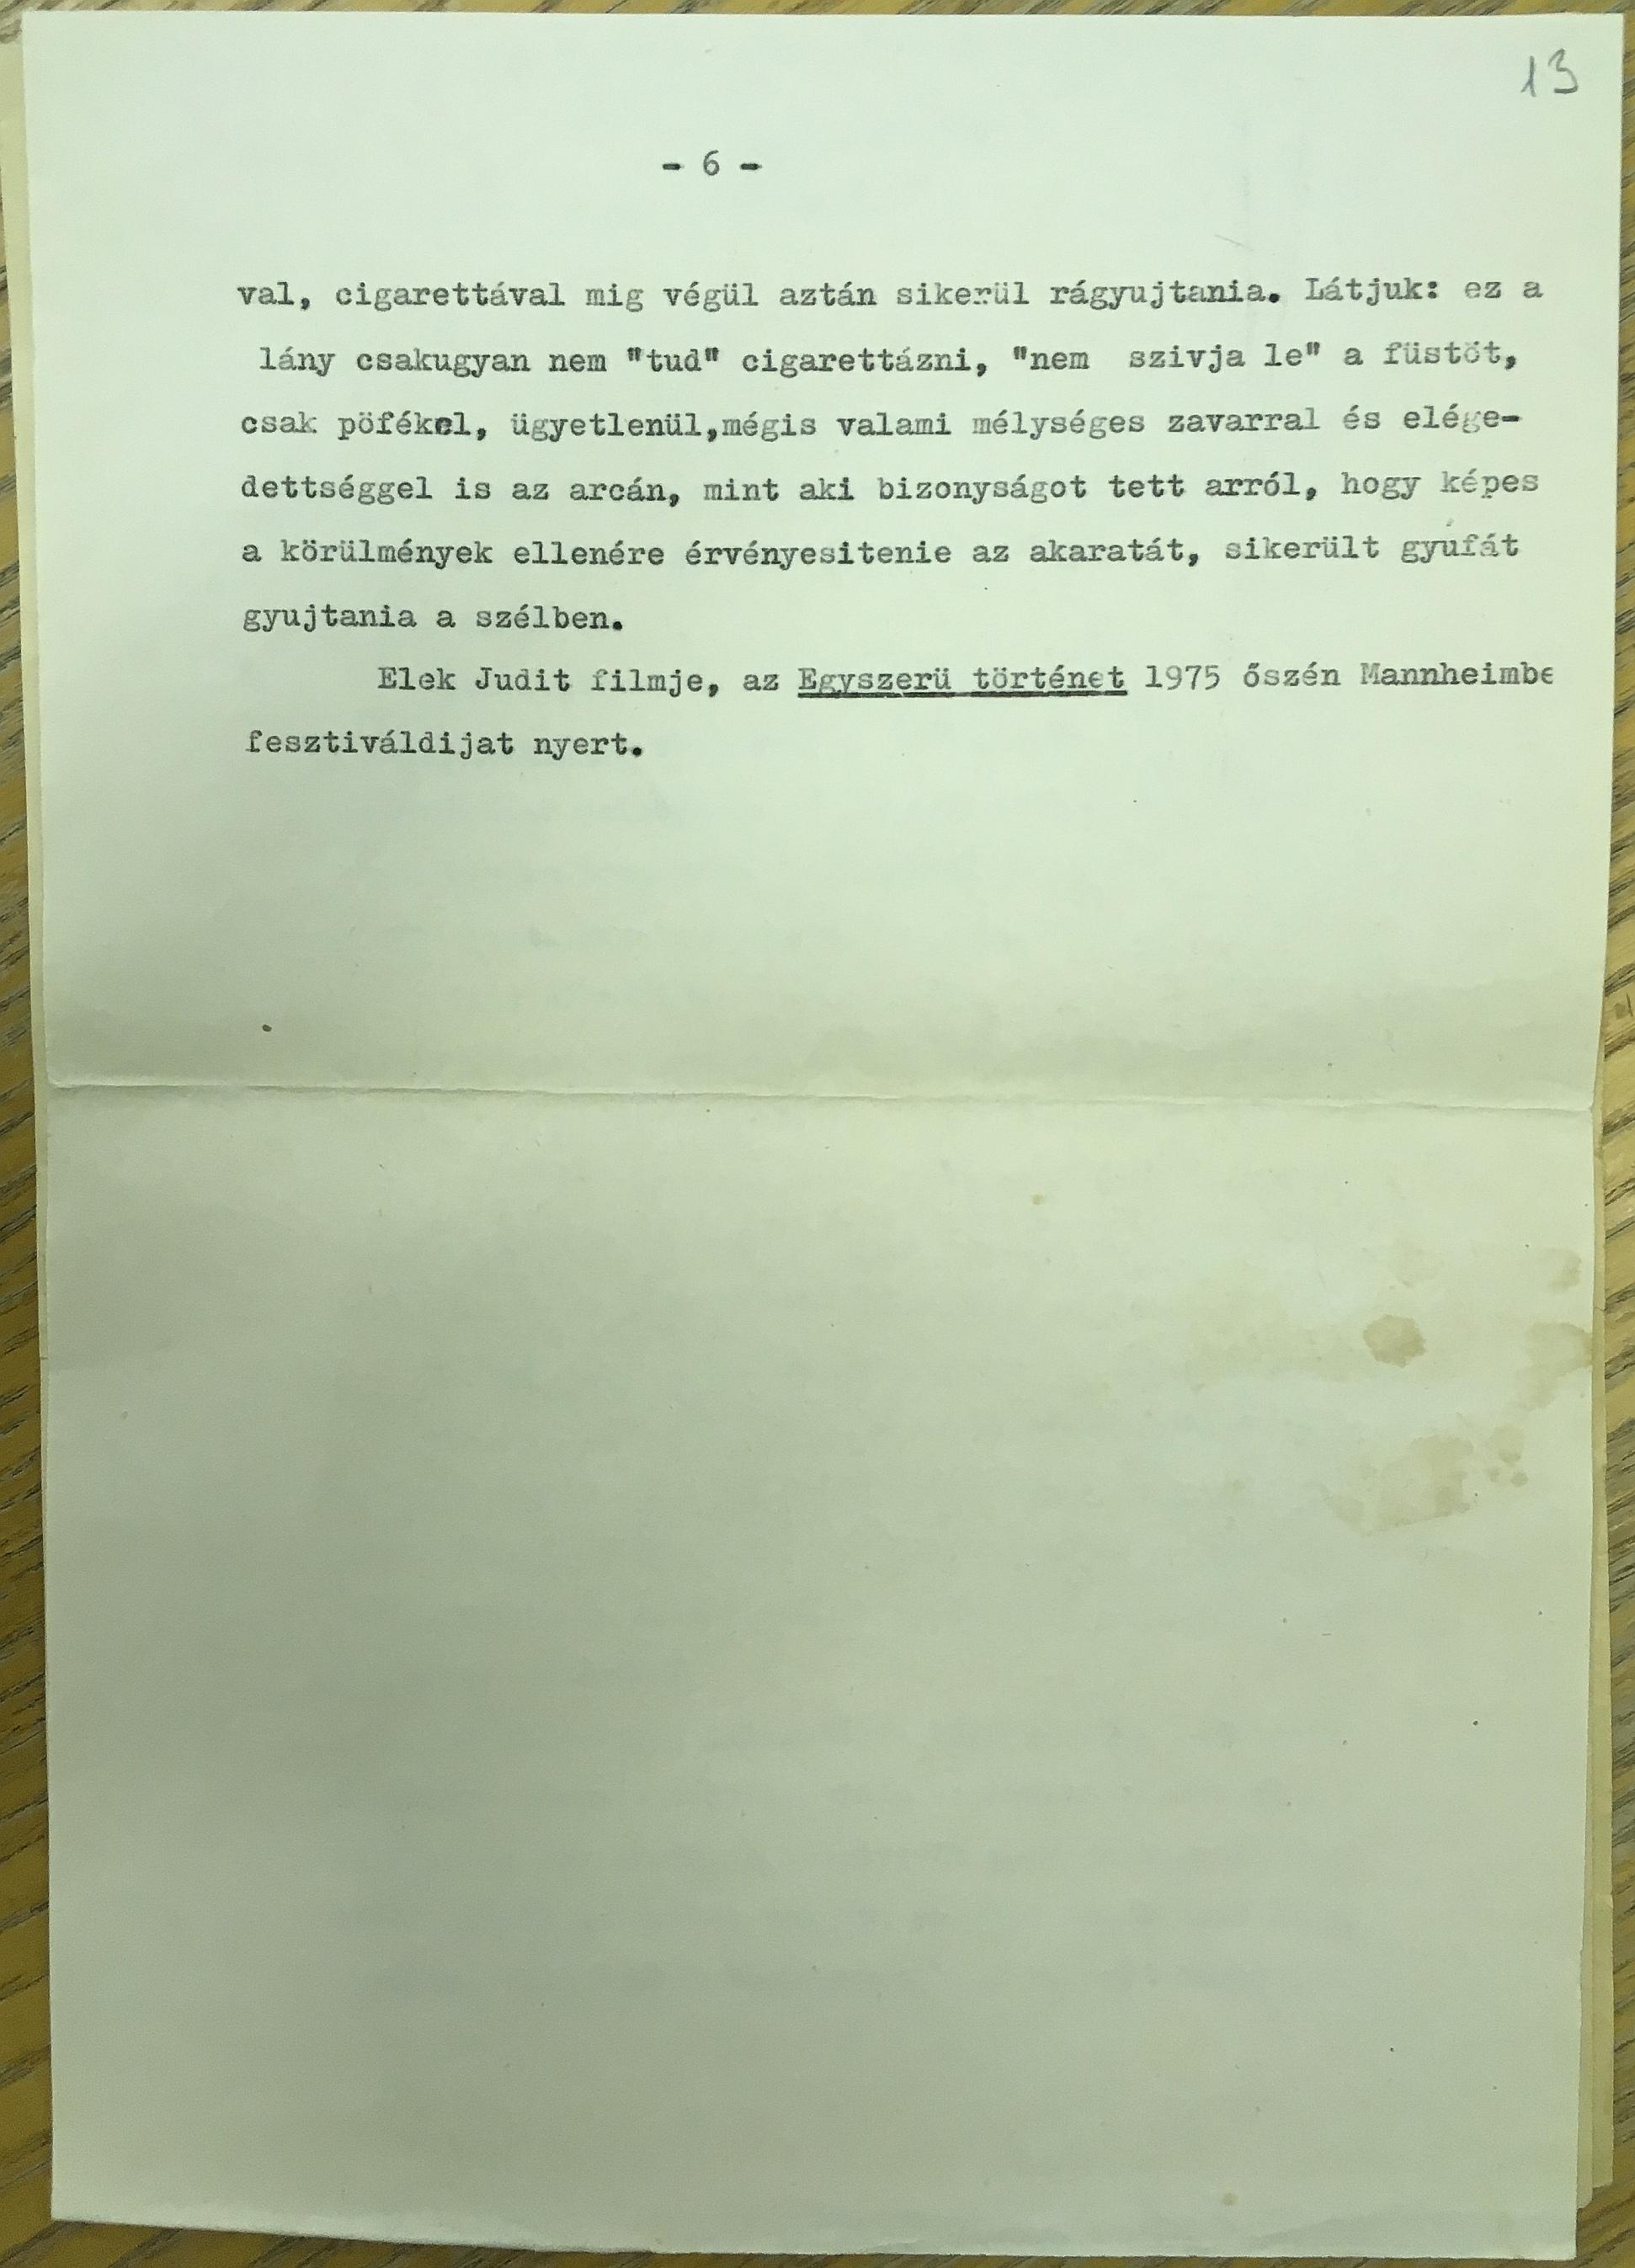 13
- 6 -
val, cigarettával mig végül aztán sikerül rágyujtania. Látjuk: ez a
lány csakugyan nem "tud" cigarettázni, "nem szivja le" a füstöt,
csak pöfékel, ügyetlenül,mégis valami mélységes zavarral és elége-
dettséggel is az arcán, mint aki bizonyságot tett arról, hogy képes
a körülmények ellenére érvényesitenie az akaratát, sikerült gyufát
gyujtania a szélben.
Elek Judit filmje, az Egyszerü történet 1975 őszén Mannheimbe
fesztiváldijat nyert.